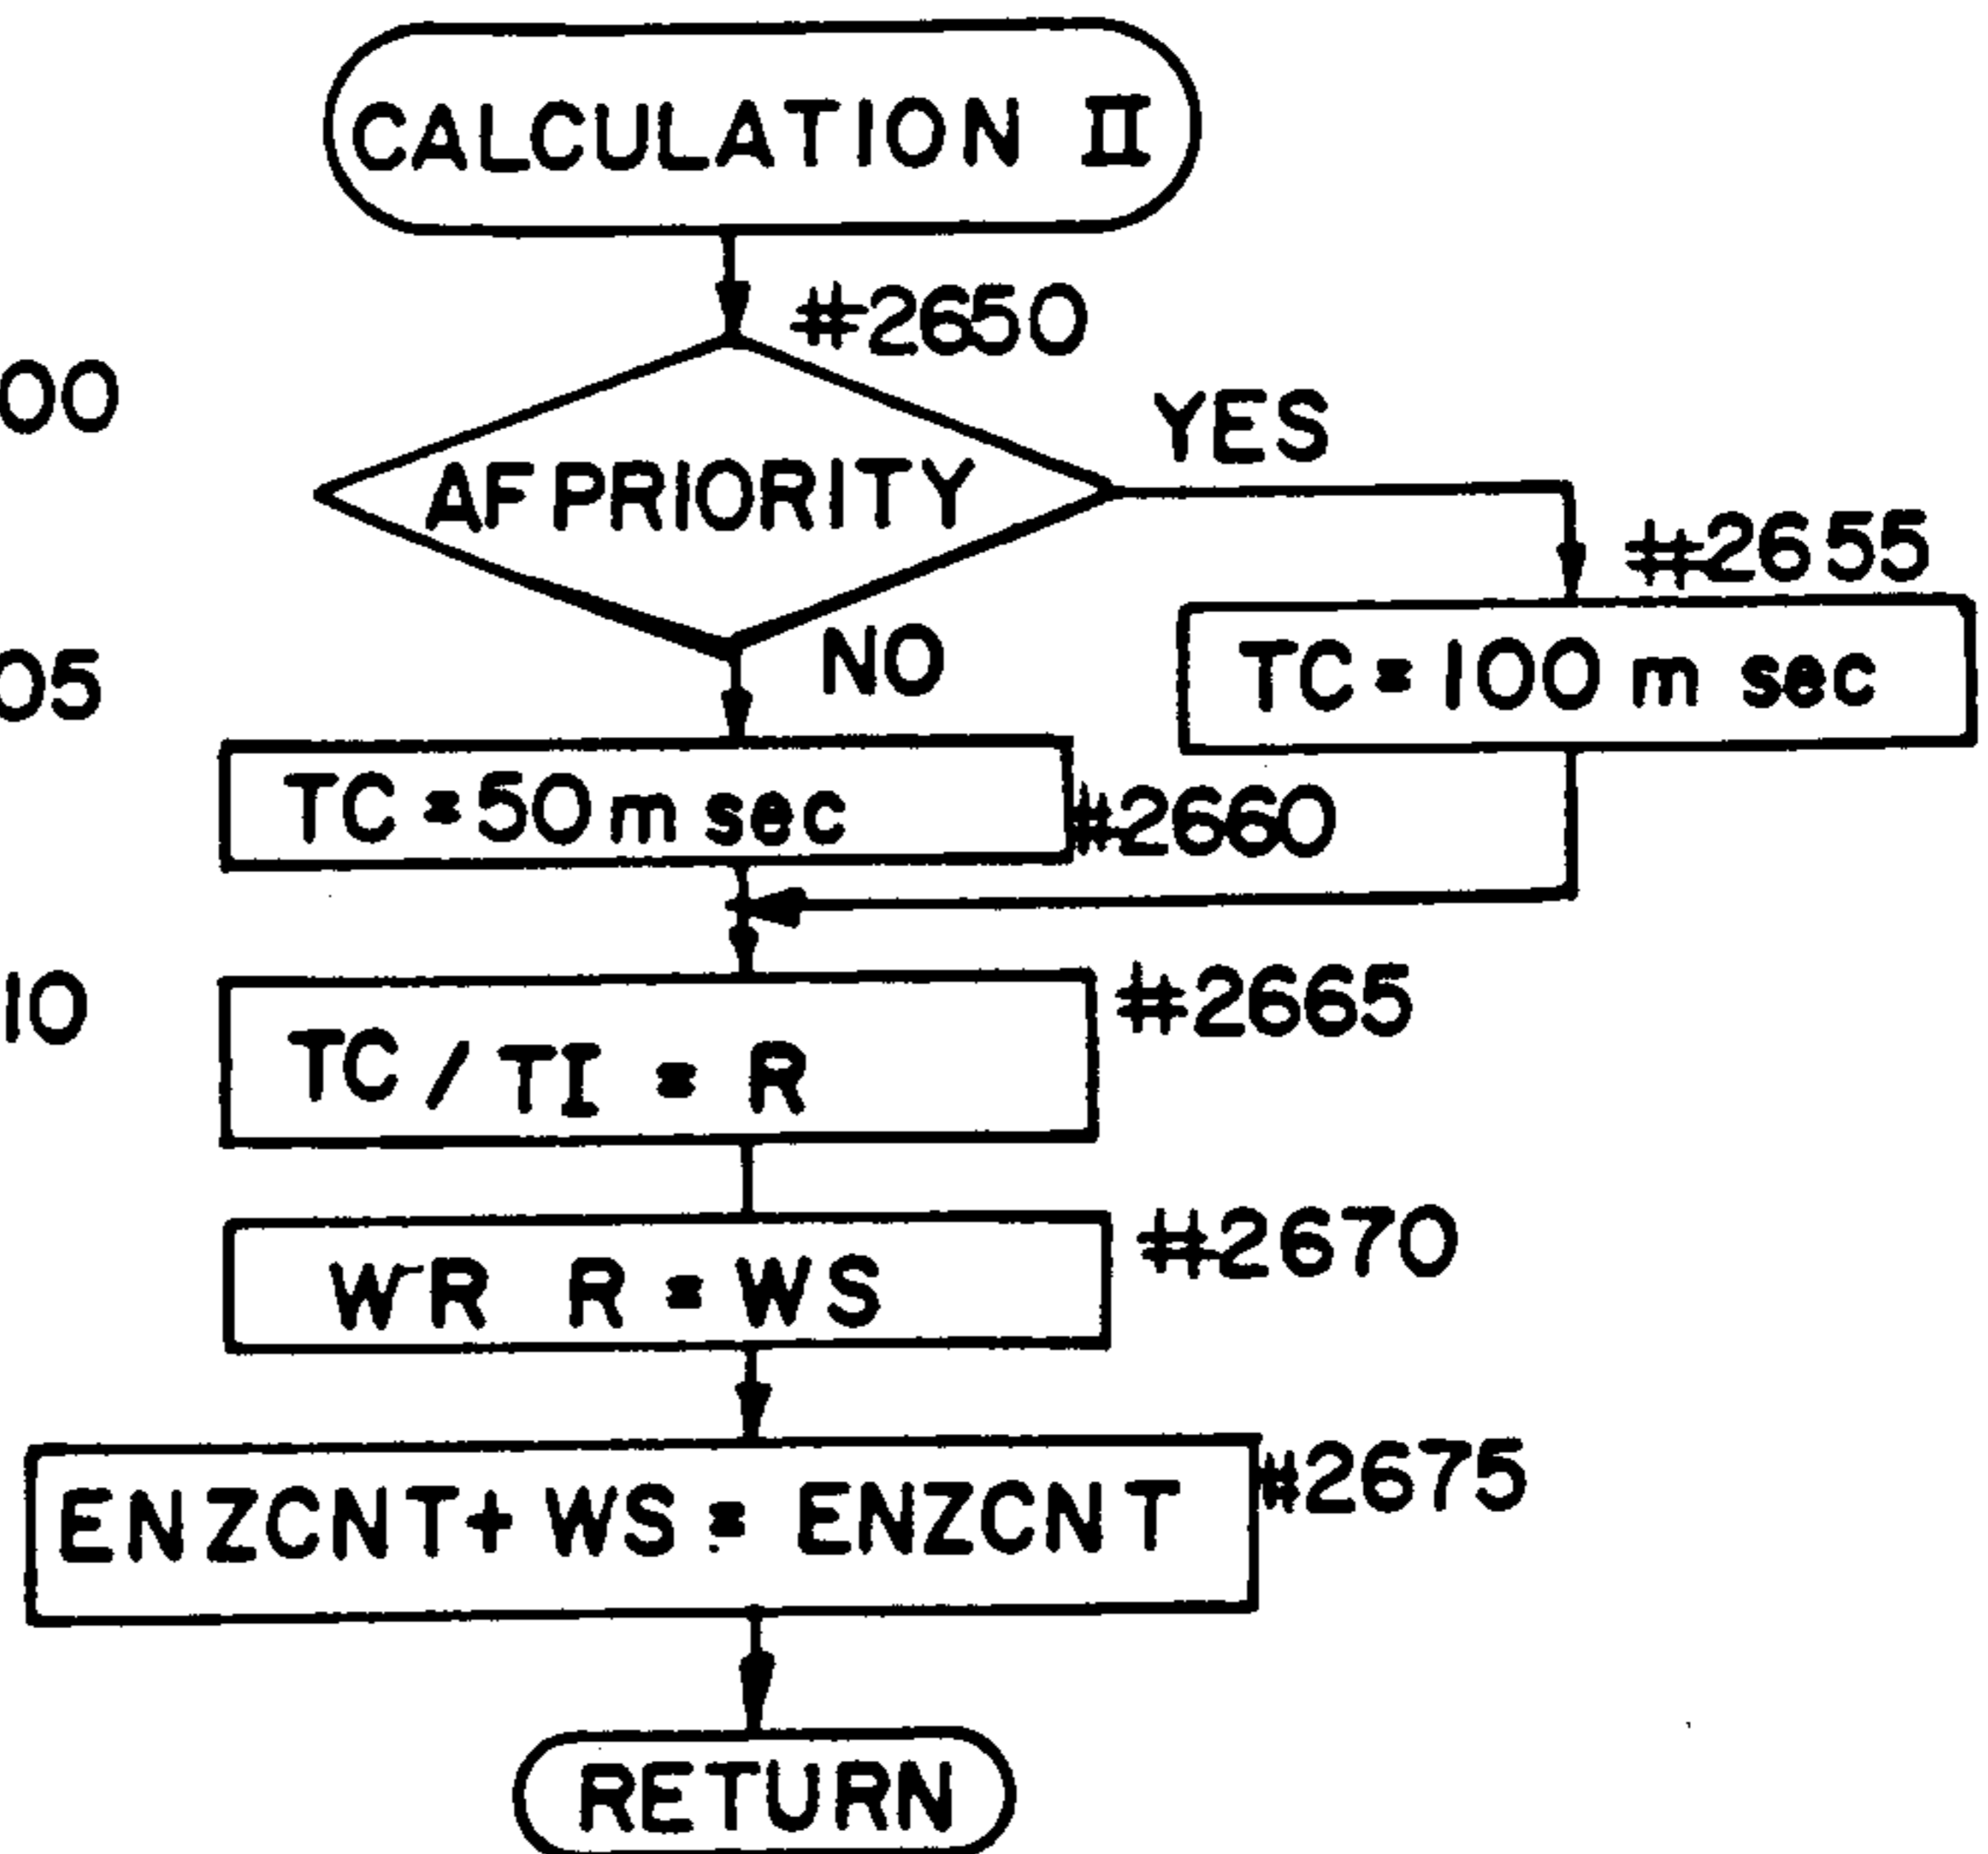 CALCULATION II
#2650
00
YES
AF PRIORITY
#2655
NO
TC=100 m sec
05
TC=50 m sec
#2660
10
#2665
TC/TI = R
#2670
WR R = WS
#2675
ENZCNT+WS= ENZCNT
RETURN